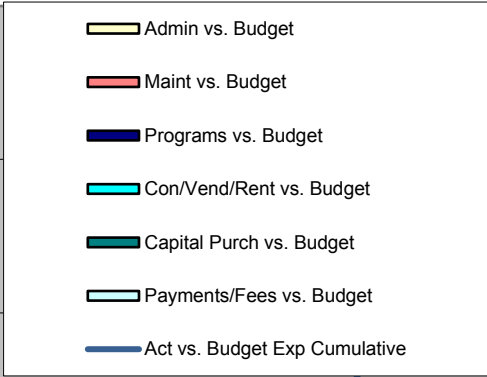 Admin vs. Budget
Maint vs. Budget
Programs vs. Budget
Con/Vend/Rent vs. Budget
Capital Purch vs. Budget
Payments/Fees vs. Budget
Act vs. Budget Exp Cumulative